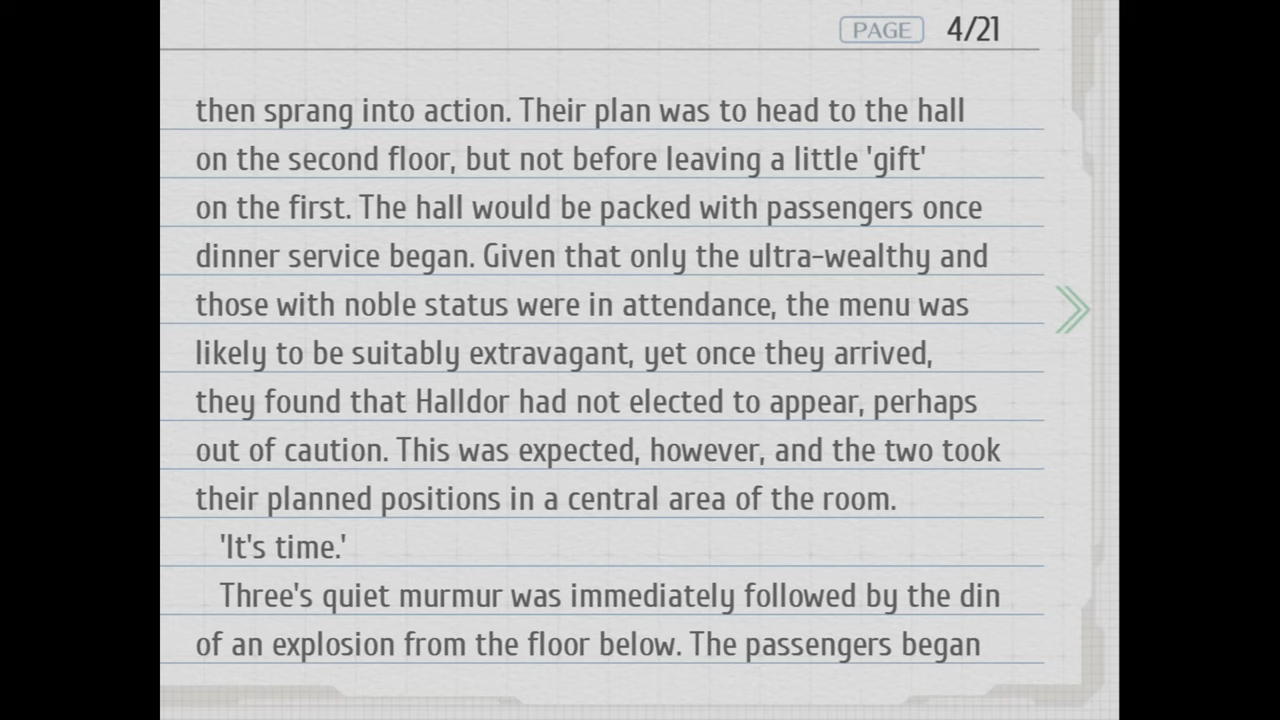 PAGE 4/21
then sprang into action. Their plan was to head to the hall
on the second floor, but not before leaving a little 'gift'
on the first. The hall would be packed with passengers once
dinner service began. Given that only the ultra-wealthy and
those with noble status were in attendance, the menu was
likely to be suitably extravagant, yet once they arrived,
they found that Halldor had not elected to appear, perhaps
out of caution. This was expected, however, and the two took
their planned positions in a central area of the room.
'It's time.'
Three's quiet murmur was immediately followed by the din
of an explosion from the floor below. The passengers began